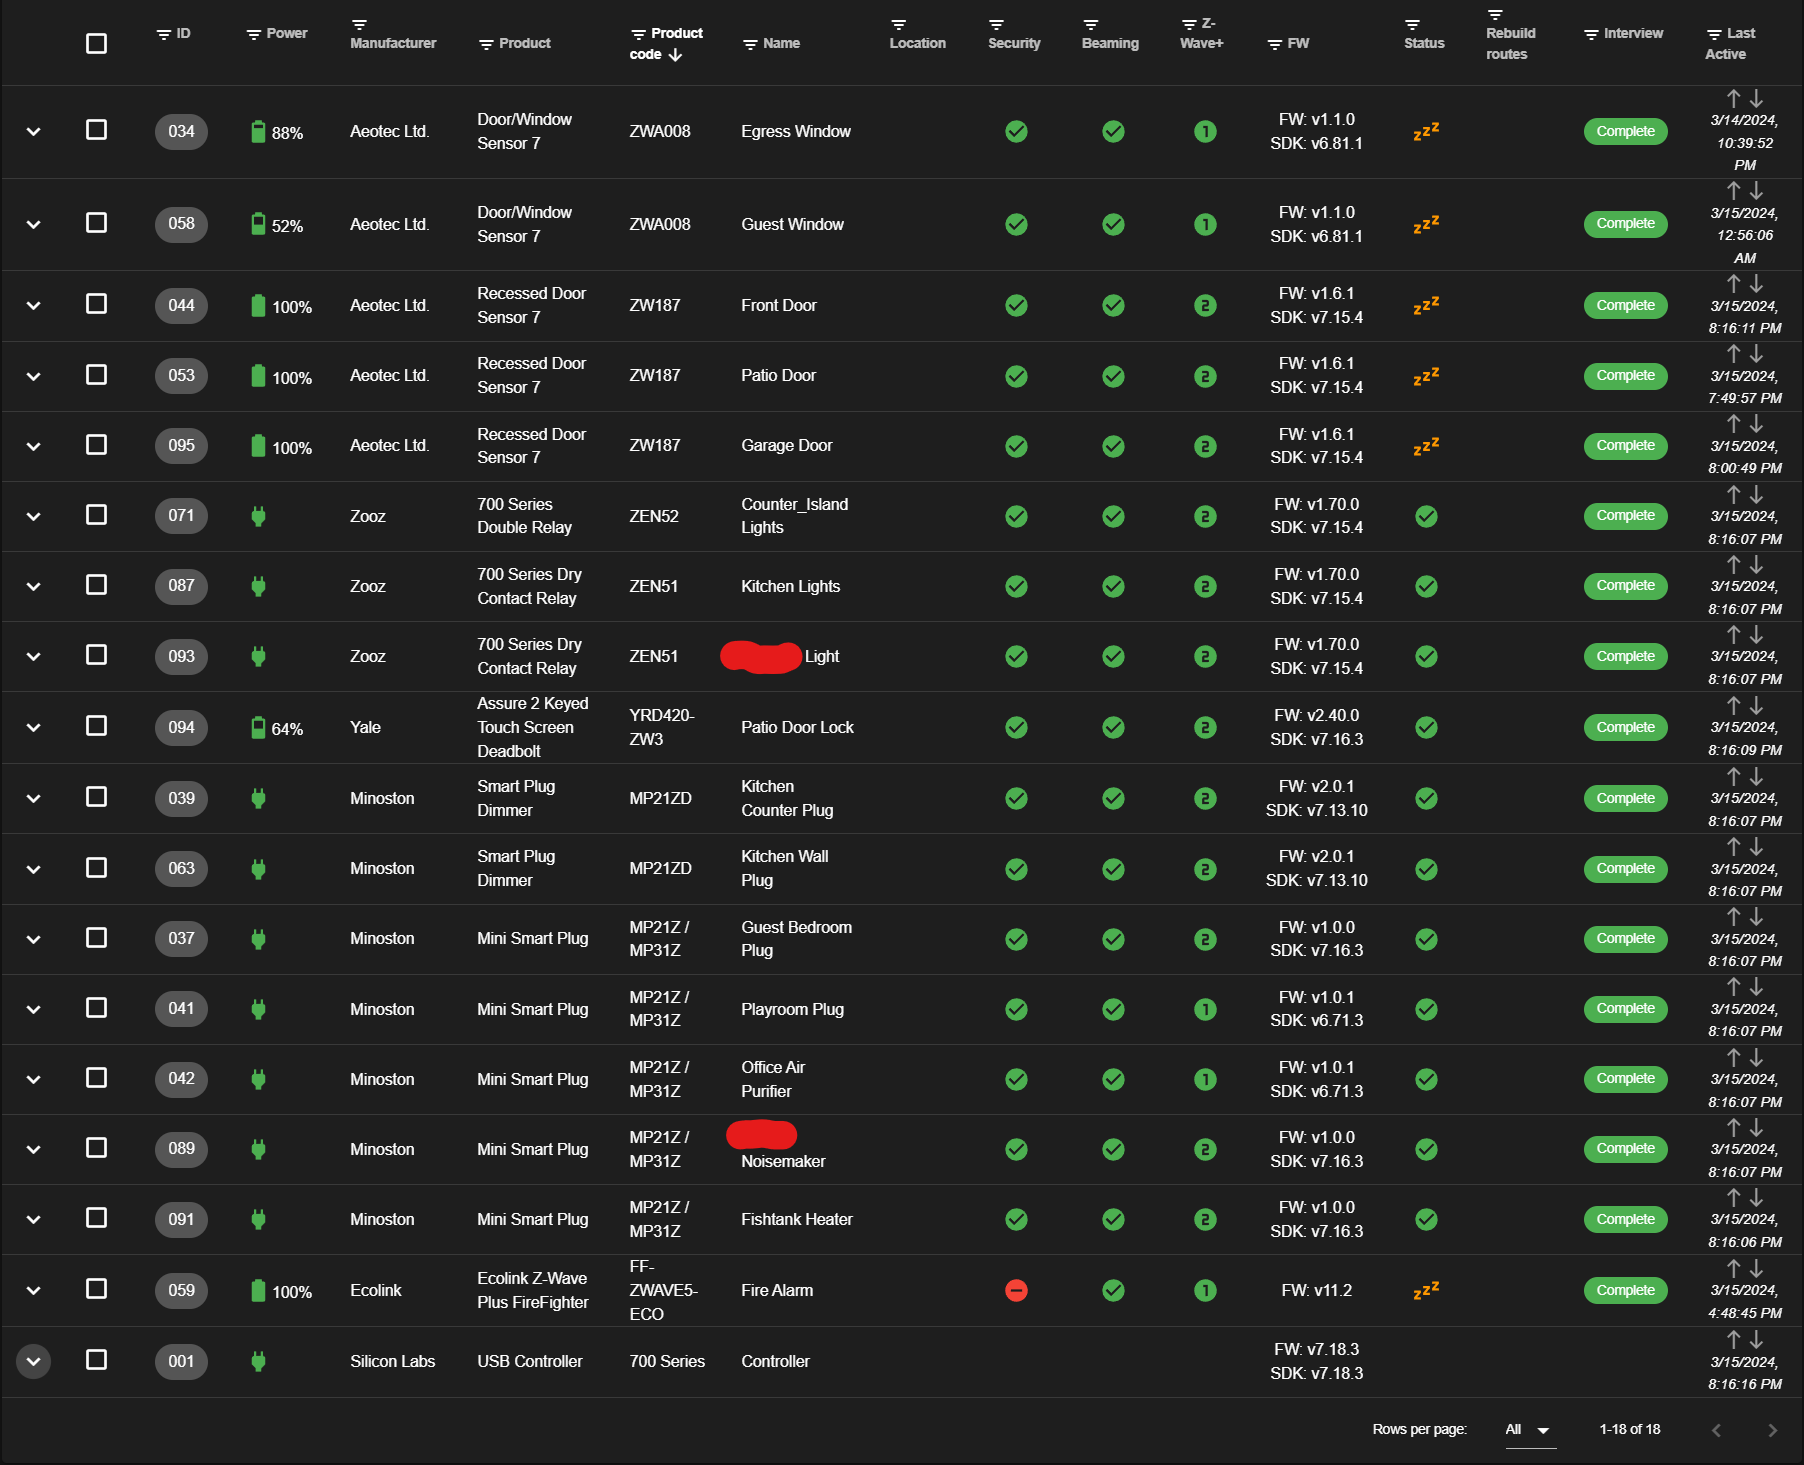 ID Power Manufacturer Product Product code Name Location Security Beaming Z-Wave+ FW Status Rebuild routes Interview Last Active
034 88% Aeotec Ltd. Door/Window Sensor 7 ZWA008 Egress Window 1 FW: v1.1.0 SDK: v6.81.1 zzz Complete 3/14/2024, 10:39:52 PM
058 52% Aeotec Ltd. Door/Window Sensor 7 ZWA008 Guest Window 1 FW: v1.1.0 SDK: v6.81.1 zzz Complete 3/15/2024, 12:56:06 AM
044 100% Aeotec Ltd. Recessed Door Sensor 7 ZW187 Front Door 2 FW: v1.6.1 SDK: v7.15.4 zzz Complete 3/15/2024, 8:16:11 PM
053 100% Aeotec Ltd. Recessed Door Sensor 7 ZW187 Patio Door 2 FW: v1.6.1 SDK: v7.15.4 zzz Complete 3/15/2024, 7:49:57 PM
095 100% Aeotec Ltd. Recessed Door Sensor 7 ZW187 Garage Door 2 FW: v1.6.1 SDK: v7.15.4 zzz Complete 3/15/2024, 8:00:49 PM
071 Zooz 700 Series Double Relay ZEN52 Counter_Island Lights 2 FW: v1.70.0 SDK: v7.15.4 Complete 3/15/2024, 8:16:07 PM
087 Zooz 700 Series Dry Contact Relay ZEN51 Kitchen Lights 2 FW: v1.70.0 SDK: v7.15.4 Complete 3/15/2024, 8:16:07 PM
093 Zooz 700 Series Dry Contact Relay ZEN51 Light 2 FW: v1.70.0 SDK: v7.15.4 Complete 3/15/2024, 8:16:07 PM
094 64% Yale Assure 2 Keyed Touch Screen Deadbolt YRD420-ZW3 Patio Door Lock 2 FW: v2.40.0 SDK: v7.16.3 Complete 3/15/2024, 8:16:09 PM
039 Minoston Smart Plug Dimmer MP21ZD Kitchen Counter Plug 2 FW: v2.0.1 SDK: v7.13.10 Complete 3/15/2024, 8:16:07 PM
063 Minoston Smart Plug Dimmer MP21ZD Kitchen Wall Plug 2 FW: v2.0.1 SDK: v7.13.10 Complete 3/15/2024, 8:16:07 PM
037 Minoston Mini Smart Plug MP21Z / MP31Z Guest Bedroom Plug 2 FW: v1.0.0 SDK: v7.16.3 Complete 3/15/2024, 8:16:07 PM
041 Minoston Mini Smart Plug MP21Z / MP31Z Playroom Plug 1 FW: v1.0.1 SDK: v6.71.3 Complete 3/15/2024, 8:16:07 PM
042 Minoston Mini Smart Plug MP21Z / MP31Z Office Air Purifier 1 FW: v1.0.1 SDK: v6.71.3 Complete 3/15/2024, 8:16:07 PM
089 Minoston Mini Smart Plug MP21Z / MP31Z Noisemaker 2 FW: v1.0.0 SDK: v7.16.3 Complete 3/15/2024, 8:16:07 PM
091 Minoston Mini Smart Plug MP21Z / MP31Z Fishtank Heater 2 FW: v1.0.0 SDK: v7.16.3 Complete 3/15/2024, 8:16:06 PM
059 100% Ecolink Ecolink Z-Wave Plus FireFighter FF-ZWAVE5-ECO Fire Alarm 1 FW: v11.2 zzz Complete 3/15/2024, 4:48:45 PM
001 Silicon Labs USB Controller 700 Series Controller FW: v7.18.3 SDK: v7.18.3 3/15/2024, 8:16:16 PM
Rows per page: All 1-18 of 18